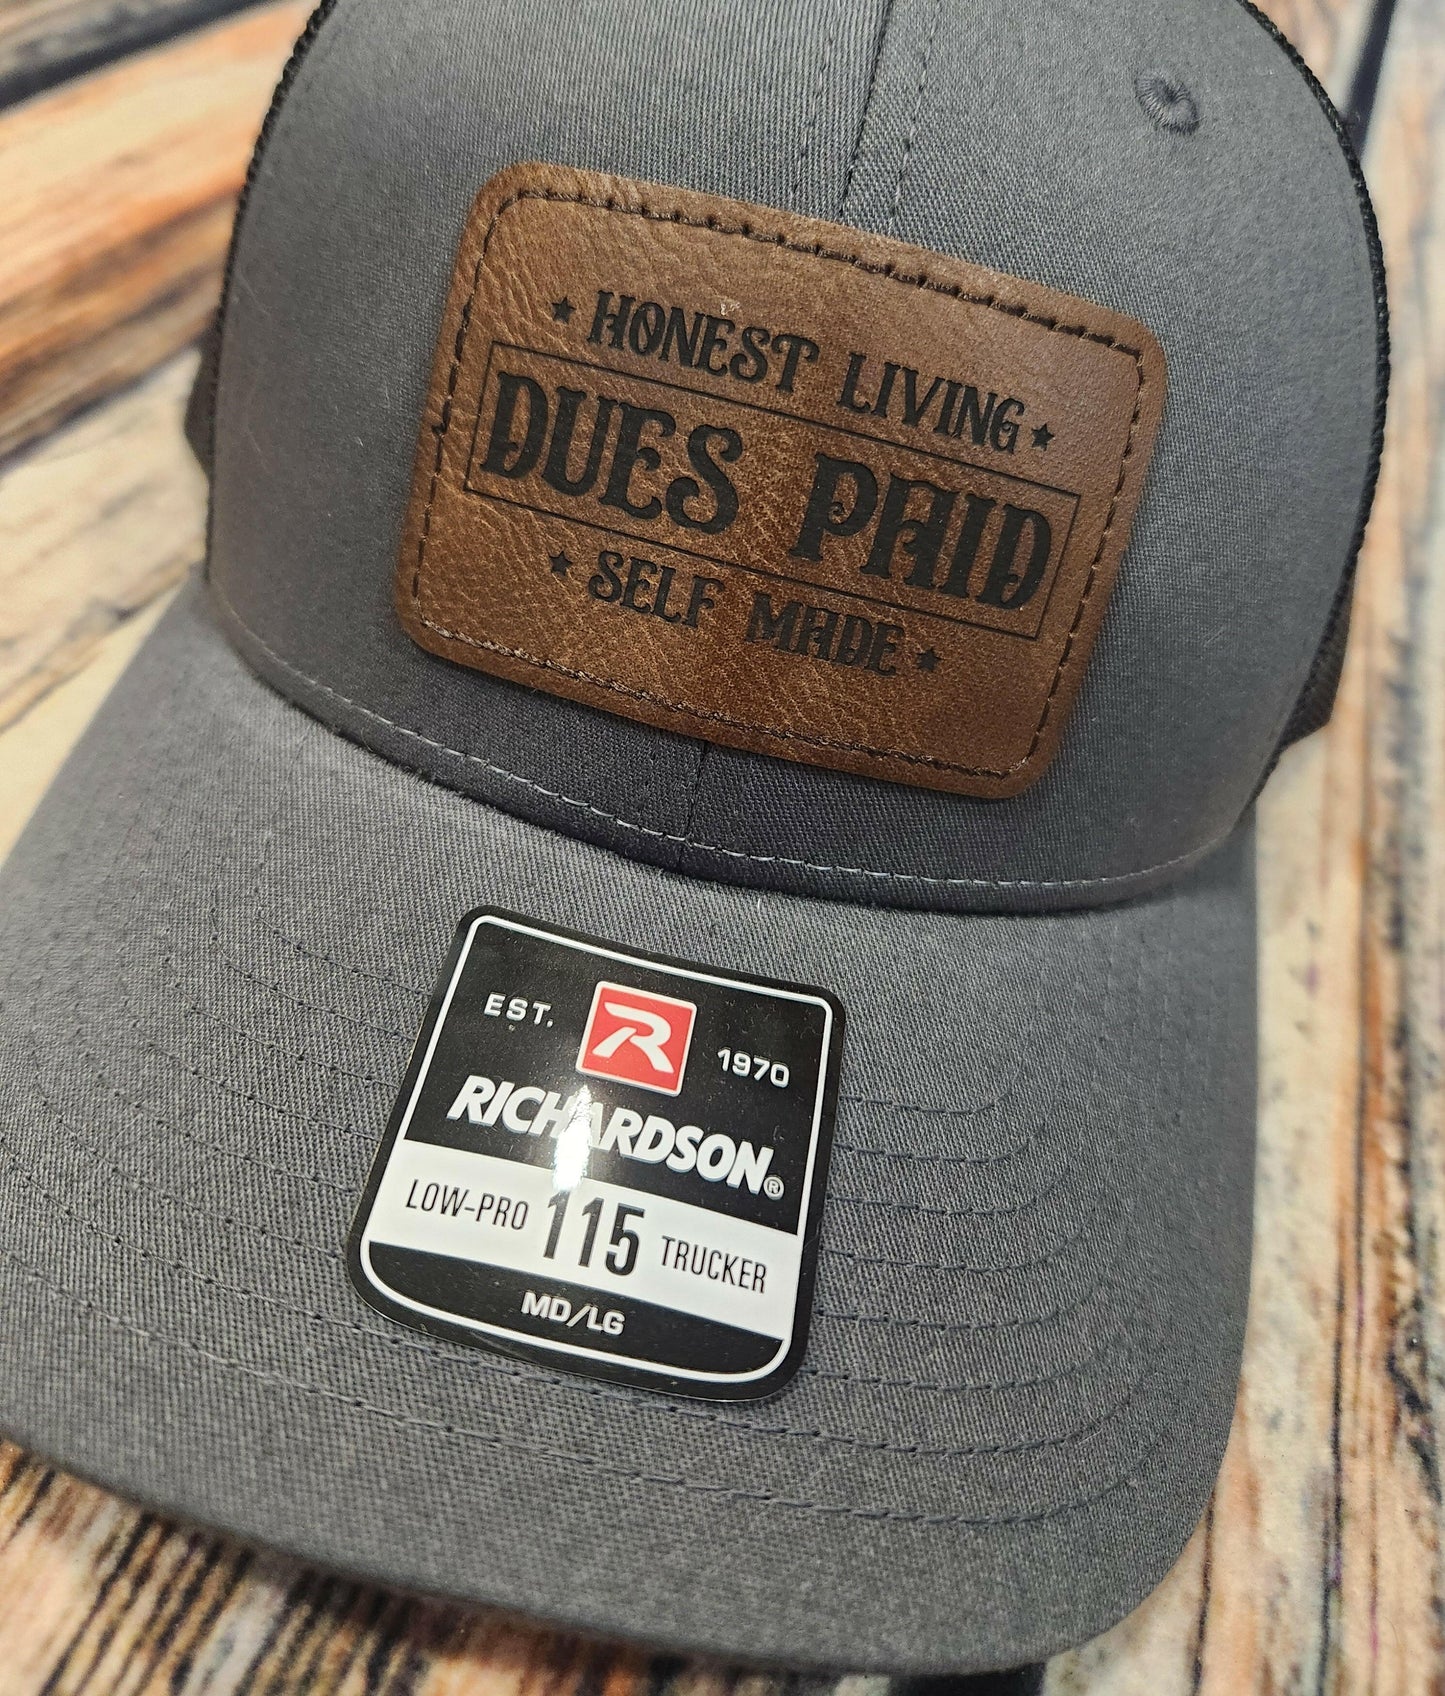 ★ HONEST LIVING ★
DUES PAID
★ SELF MADE ★
EST. R 1970
RICHARDSON®
LOW-PRO 115 TRUCKER
MD/LG